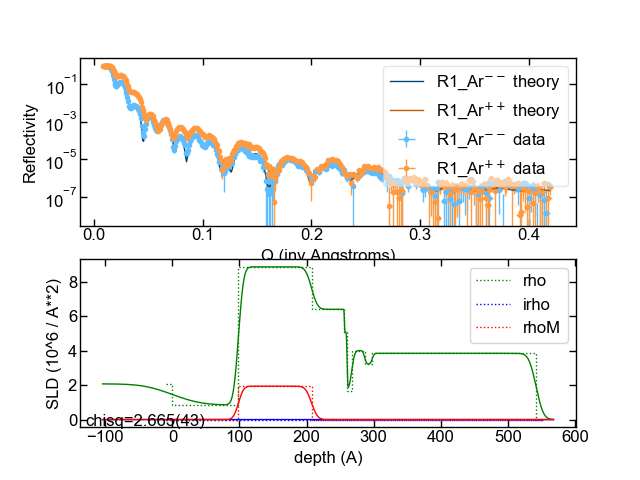 10⁻¹
10⁻³
10⁻⁵
10⁻⁷
Reflectivity
R1_Ar⁻⁻ theory
R1_Ar⁺⁺ theory
R1_Ar⁻⁻ data
R1_Ar⁺⁺ data
0.0 0.1 0.2 0.3 0.4
Q (inv Angstroms)
8
6
4
2
0
SLD (10^6 / A**2)
rho
irho
rhoM
chisq=2.665(43)
−100 0 100 200 300 400 500 600
depth (A)